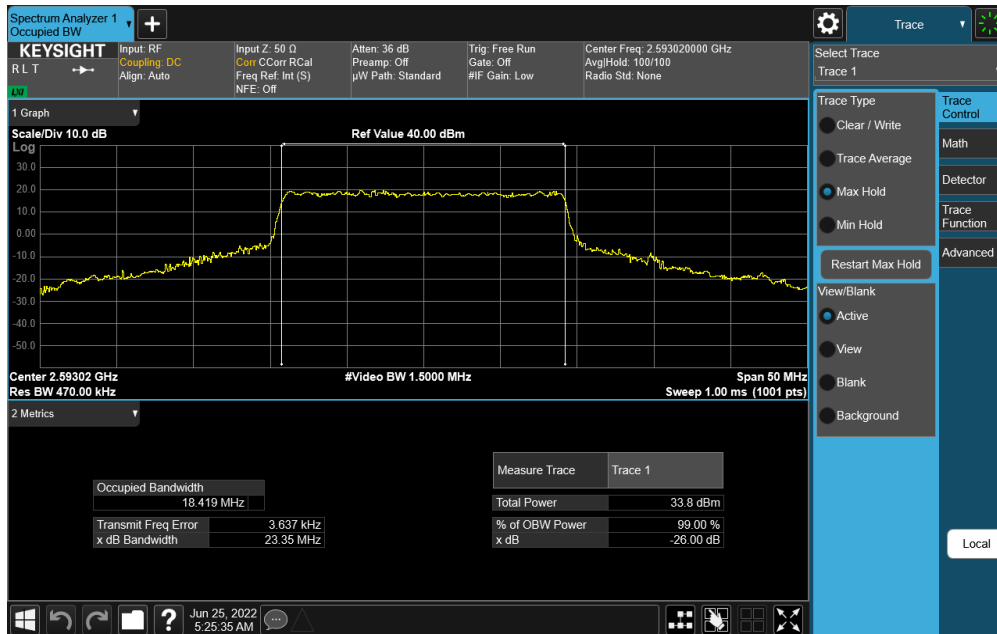 Spectrum Analyzer 1
Occupied BW
KEYSIGHT
RLT
LXI
Input: RF
Coupling: DC
Align: Auto
Input Z: 50 Ω
Corr CCorr RCal
Freq Ref: Int (S)
NFE: Off
Atten: 36 dB
Preamp: Off
µW Path: Standard
Trig: Free Run
Gate: Off
#IF Gain: Low
Center Freq: 2.593020000 GHz
Avg|Hold: 100/100
Radio Std: None
1 Graph
Scale/Div 10.0 dB
Ref Value 40.00 dBm
Log
30.0
20.0
10.0
0.00
-10.0
-20.0
-30.0
-40.0
-50.0
Center 2.59302 GHz
#Video BW 1.5000 MHz
Span 50 MHz
Res BW 470.00 kHz
Sweep 1.00 ms (1001 pts)
2 Metrics
Measure Trace
Trace 1
Occupied Bandwidth
18.419 MHz
Total Power
33.8 dBm
Transmit Freq Error
3.637 kHz
% of OBW Power
99.00 %
x dB Bandwidth
23.35 MHz
x dB
-26.00 dB
?
Jun 25, 2022
5:25:35 AM
Trace
Select Trace
Trace 1
Trace Type
Clear / Write
Trace Average
Max Hold
Min Hold
Restart Max Hold
View/Blank
Active
View
Blank
Background
Trace
Control
Math
Detector
Trace
Function
Advanced
Local